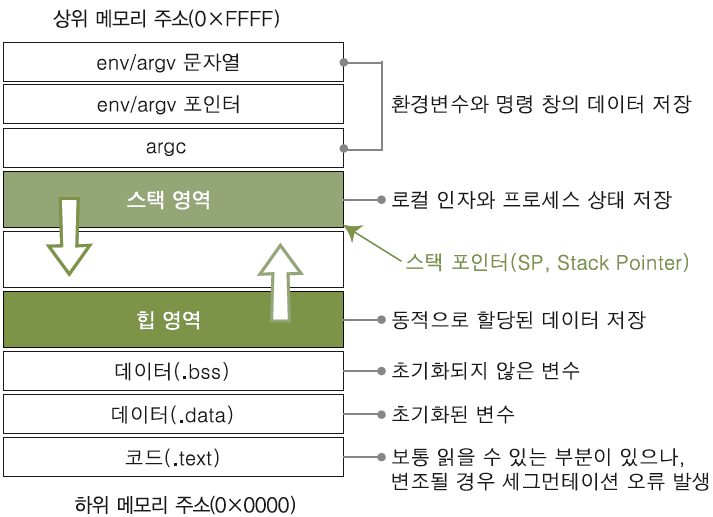 상위 메모리 주소(0×FFFF)
env/argv 문자열
env/argv 포인터
환경변수와 명령 창의 데이터 저장
argc
스택 영역
로컬 인자와 프로세스 상태 저장
스택 포인터(SP, Stack Pointer)
힙 영역
동적으로 할당된 데이터 저장
데이터(.bss)
초기화되지 않은 변수
데이터(.data)
초기화된 변수
코드(.text)
보통 읽을 수 있는 부분이 있으나,
변조될 경우 세그먼테이션 오류 발생
하위 메모리 주소(0×0000)